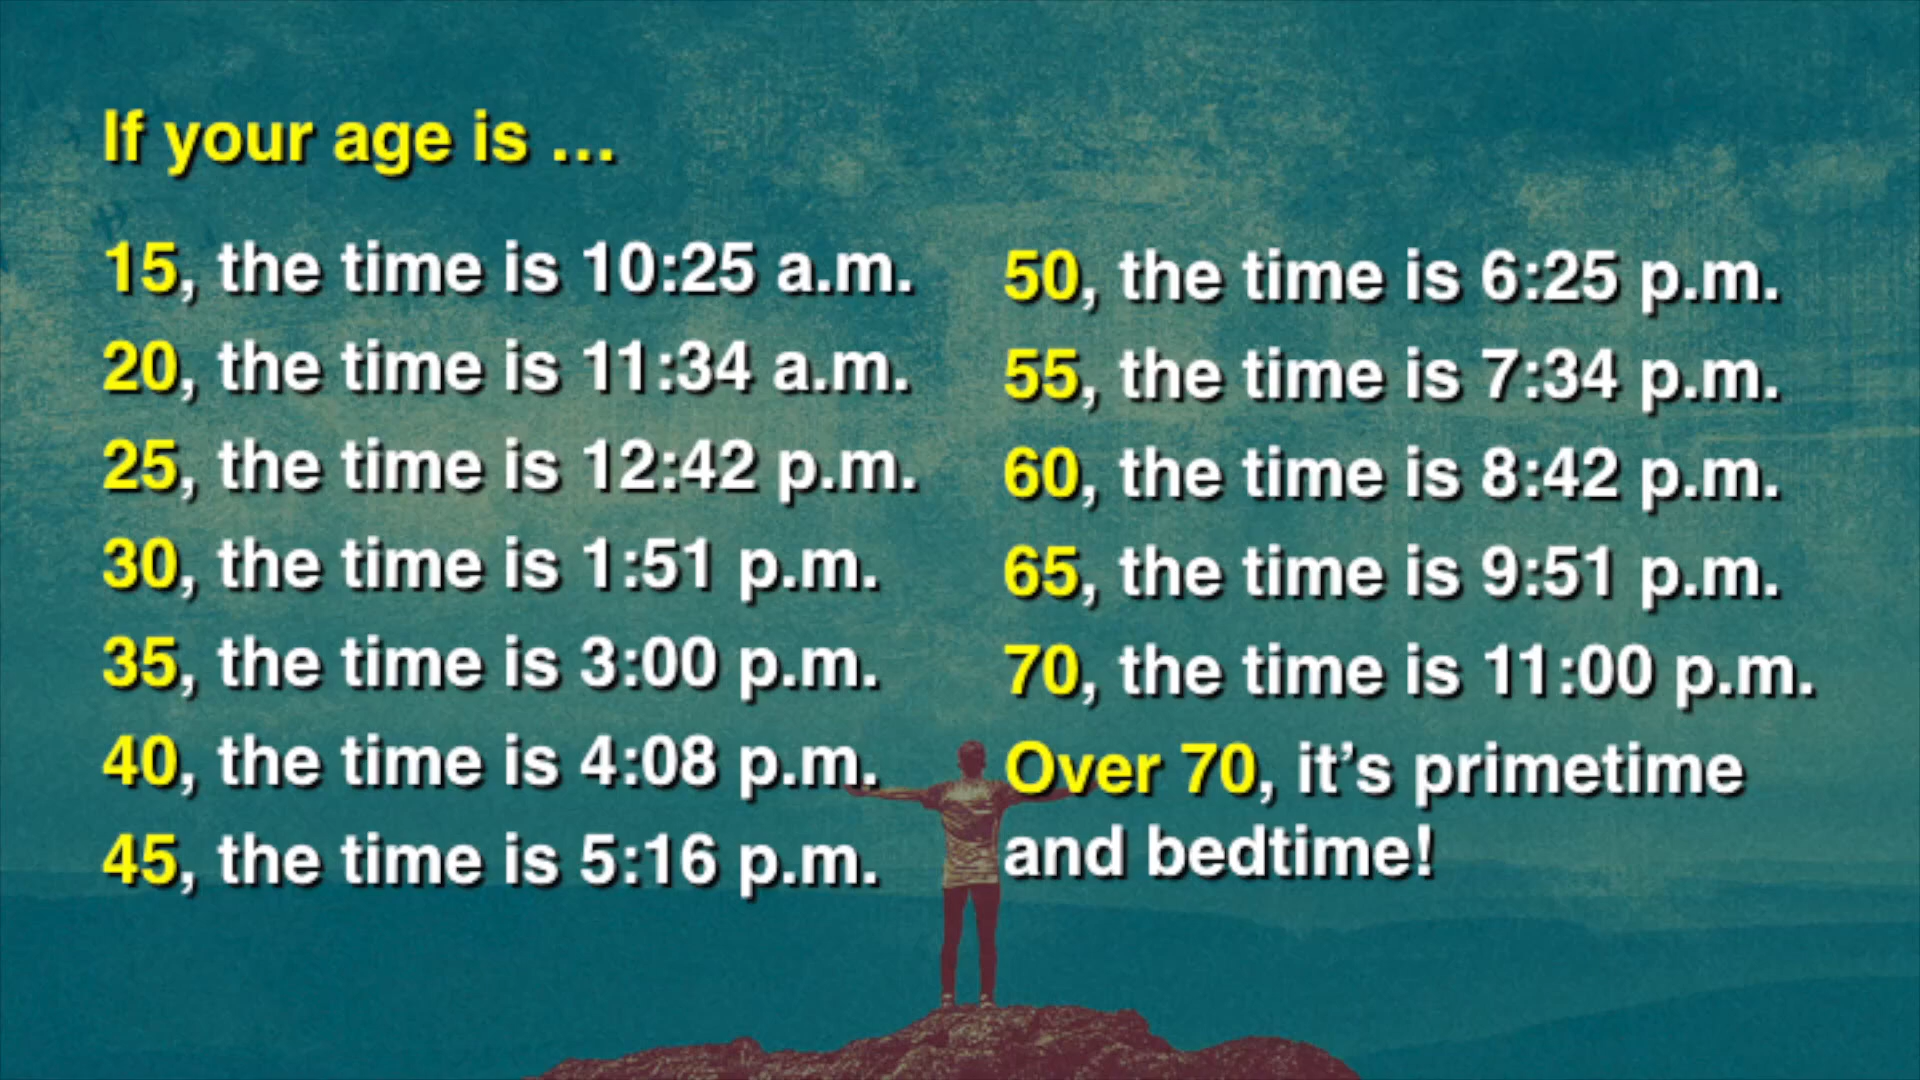 If your age is ...
15, the time is 10:25 a.m.
20, the time is 11:34 a.m.
25, the time is 12:42 p.m.
30, the time is 1:51 p.m.
35, the time is 3:00 p.m.
40, the time is 4:08 p.m.
45, the time is 5:16 p.m.
50, the time is 6:25 p.m.
55, the time is 7:34 p.m.
60, the time is 8:42 p.m.
65, the time is 9:51 p.m.
70, the time is 11:00 p.m.
Over 70, it’s primetime
and bedtime!